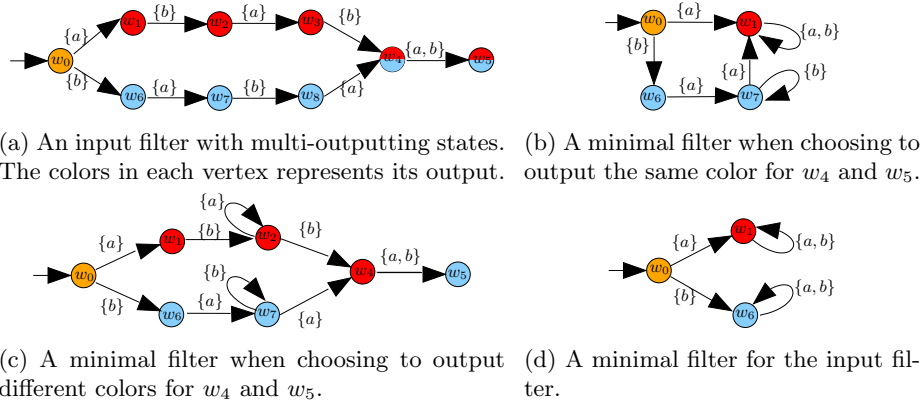 {a} {b} {a} {b} {a, b}
w₀ w₁ w₂ w₃ w₄ w₅
{b} {a} {b} {a}
w₆ w₇ w₈
(a) An input filter with multi-outputting states.
The colors in each vertex represents its output.
w₀ {a} w₁ {a, b}
{b} {a} {b}
w₆ {a} w₇
(b) A minimal filter when choosing to
output the same color for w₄ and w₅.
{a}
{a} w₁ {b} w₂ {b}
w₀ {b} w₄ {a, b} w₅
{b} w₆ {a} w₇ {a}
(c) A minimal filter when choosing to output
different colors for w₄ and w₅.
{a} w₁ {a, b}
w₀
{b} w₆ {a, b}
(d) A minimal filter for the input fil-
ter.